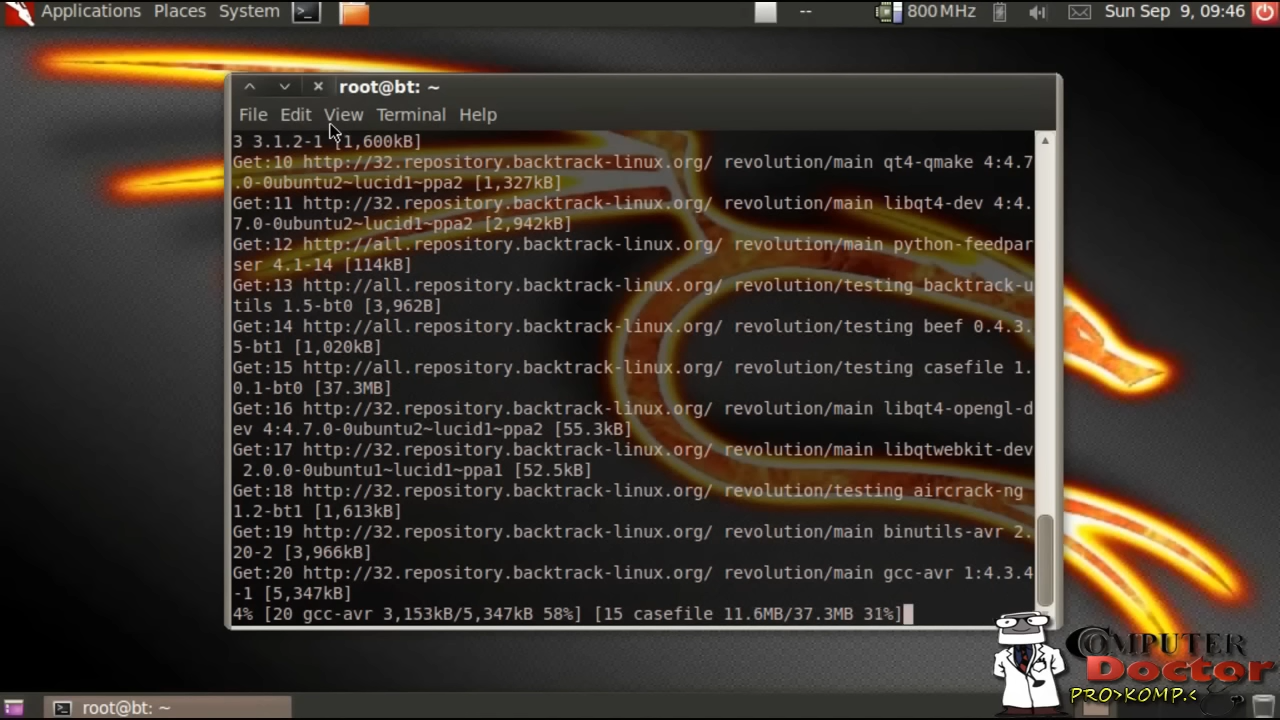 Applications Places System -- 800 MHz Sun Sep 9, 09:46
root@bt: ~
File Edit View Terminal Help
3 3.1.2-1 [1,600kB]
Get:10 http://32.repository.backtrack-linux.org/ revolution/main qt4-qmake 4:4.7
.0-0ubuntu2~lucid1~ppa2 [1,327kB]
Get:11 http://32.repository.backtrack-linux.org/ revolution/main libqt4-dev 4:4.
7.0-0ubuntu2~lucid1~ppa2 [2,942kB]
Get:12 http://all.repository.backtrack-linux.org/ revolution/main python-feedpar
ser 4.1-14 [114kB]
Get:13 http://all.repository.backtrack-linux.org/ revolution/testing backtrack-u
tils 1.5-bt0 [3,962B]
Get:14 http://all.repository.backtrack-linux.org/ revolution/testing beef 0.4.3.
5-bt1 [1,020kB]
Get:15 http://all.repository.backtrack-linux.org/ revolution/testing casefile 1.
0.1-bt0 [37.3MB]
Get:16 http://32.repository.backtrack-linux.org/ revolution/main libqt4-opengl-d
ev 4:4.7.0-0ubuntu2~lucid1~ppa2 [55.3kB]
Get:17 http://32.repository.backtrack-linux.org/ revolution/main libqtwebkit-dev
2.0.0-0ubuntu1~lucid1~ppa1 [52.5kB]
Get:18 http://32.repository.backtrack-linux.org/ revolution/testing aircrack-ng
1.2-bt1 [1,613kB]
Get:19 http://32.repository.backtrack-linux.org/ revolution/main binutils-avr 2.
20-2 [3,966kB]
Get:20 http://32.repository.backtrack-linux.org/ revolution/main gcc-avr 1:4.3.4
-1 [5,347kB]
4% [20 gcc-avr 3,153kB/5,347kB 58%] [15 casefile 11.6MB/37.3MB 31%]
COMPUTER
Doctor
PRO>KOMP.<
root@bt: ~